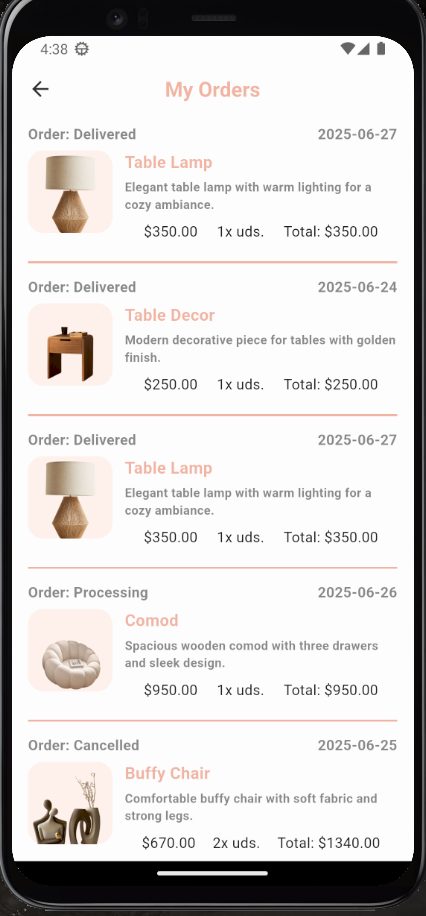 4:38
My Orders
Order: Delivered 2025-06-27
Table Lamp
Elegant table lamp with warm lighting for a
cozy ambiance.
$350.00 1x uds. Total: $350.00
Order: Delivered 2025-06-24
Table Decor
Modern decorative piece for tables with golden
finish.
$250.00 1x uds. Total: $250.00
Order: Delivered 2025-06-27
Table Lamp
Elegant table lamp with warm lighting for a
cozy ambiance.
$350.00 1x uds. Total: $350.00
Order: Processing 2025-06-26
Comod
Spacious wooden comod with three drawers
and sleek design.
$950.00 1x uds. Total: $950.00
Order: Cancelled 2025-06-25
Buffy Chair
Comfortable buffy chair with soft fabric and
strong legs.
$670.00 2x uds. Total: $1340.00